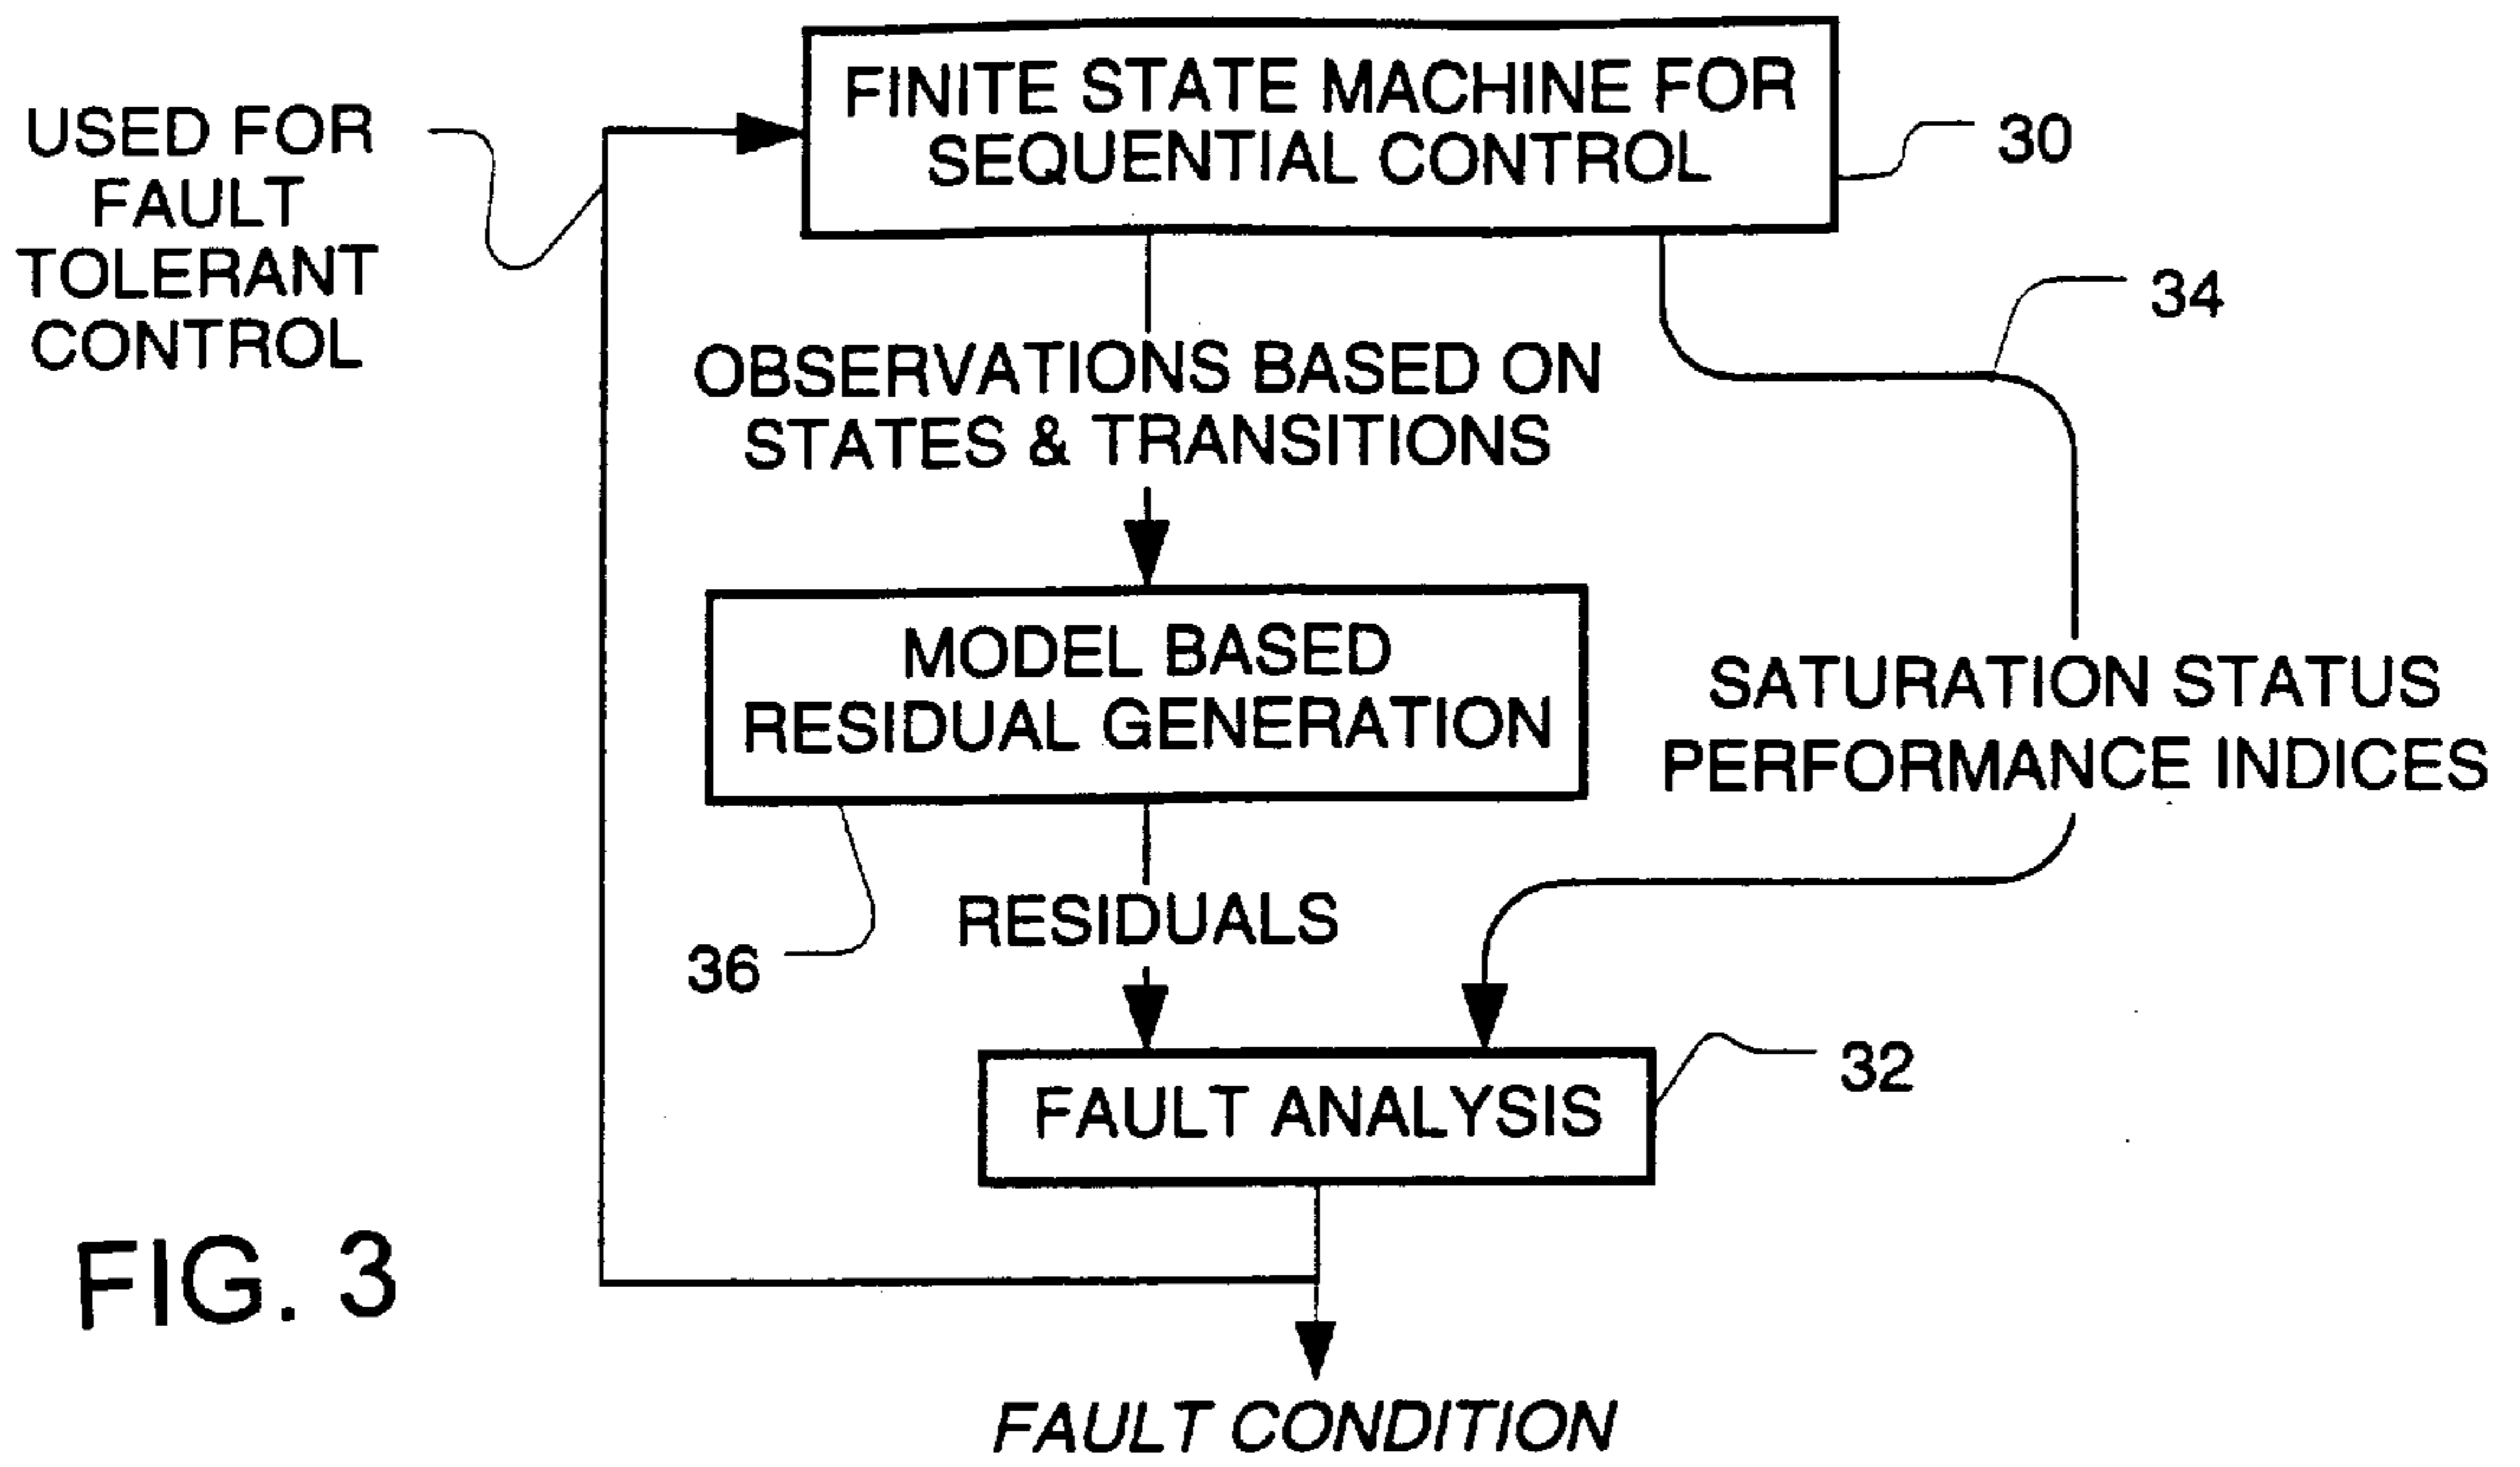 FINITE STATE MACHINE FOR
SEQUENTIAL CONTROL
30
USED FOR
FAULT
TOLERANT
CONTROL
34
OBSERVATIONS BASED ON
STATES & TRANSITIONS
MODEL BASED
RESIDUAL GENERATION
SATURATION STATUS
PERFORMANCE INDICES
36
RESIDUALS
32
FAULT ANALYSIS
FIG. 3
FAULT CONDITION